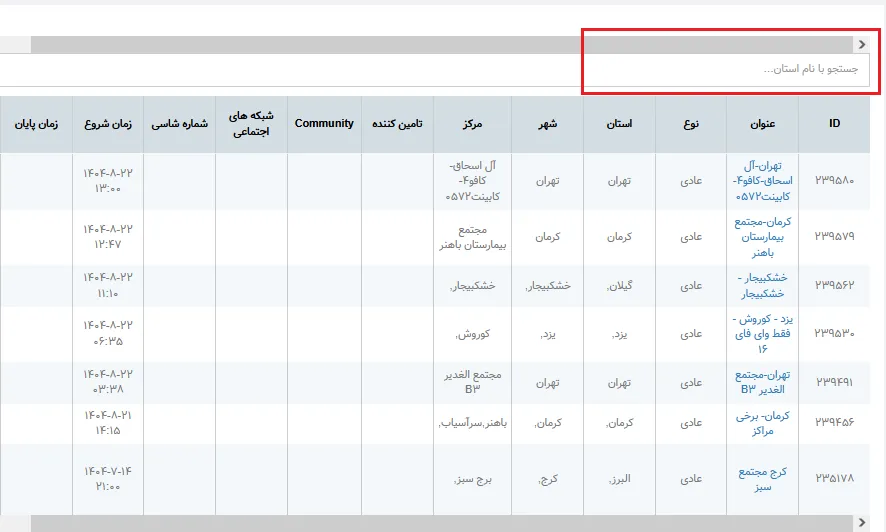 جستجو با نام استان...
ID عنوان نوع استان شهر مرکز تامین کننده Community شبکه های اجتماعی شماره شاسی زمان شروع زمان پایان
۲۳۹۵۸۰ تهران-آل اسحاق-کافو۴-کابینت۰۵۷۲ عادی تهران تهران آل اسحاق-کافو۴-کابینت۰۵۷۲ ۱۴۰۴-۸-۲۲ ۱۳:۰۰
۲۳۹۵۷۹ کرمان-مجتمع بیمارستان باهنر عادی کرمان کرمان مجتمع بیمارستان باهنر ۱۴۰۴-۸-۲۲ ۱۲:۴۷
۲۳۹۵۶۲ خشکبیجار - خشکبیجار عادی گیلان, خشکبیجار, خشکبیجار, ۱۴۰۴-۸-۲۲ ۱۱:۱۰
۲۳۹۵۳۰ یزد - کوروش - فقط وای فای ۱۶ عادی یزد, یزد, کوروش, ۱۴۰۴-۸-۲۲ ۰۶:۳۵
۲۳۹۴۹۱ تهران-مجتمع الغدیر B۳ عادی تهران تهران مجتمع الغدیر B۳ ۱۴۰۴-۸-۲۲ ۰۳:۳۸
۲۳۹۴۵۶ کرمان- برخی مراکز عادی کرمان, کرمان, باهنر,سرآسیاب, ۱۴۰۴-۸-۲۱ ۱۴:۱۵
۲۳۵۱۷۸ کرج مجتمع سبز عادی البرز, کرج, برج سبز, ۱۴۰۴-۷-۱۴ ۲۱:۰۰